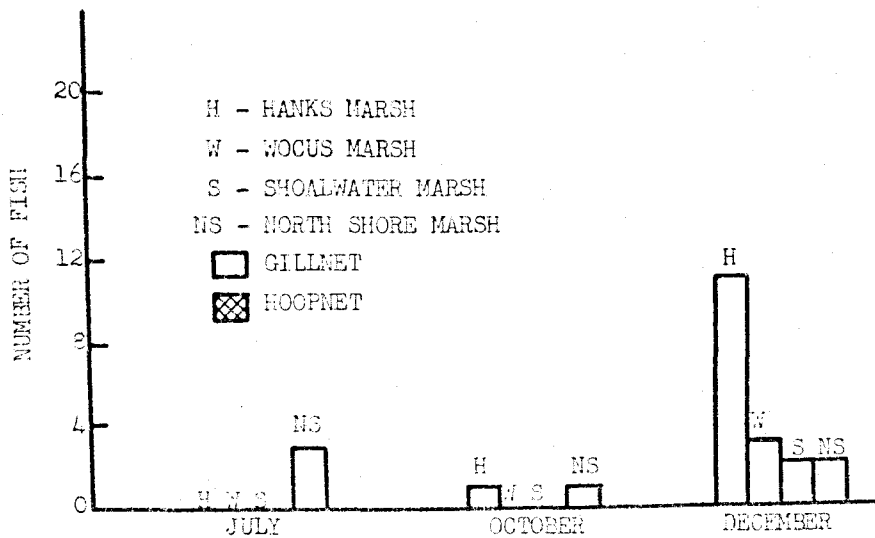 20
16
12
8
4
0
NUMBER OF FISH
H - HANKS MARSH
W - WOCUS MARSH
S - SHOALWATER MARSH
NS - NORTH SHORE MARSH
GILLNET
HOOPNET
H W S NS
H W S NS
H W S NS
JULY OCTOBER DECEMBER